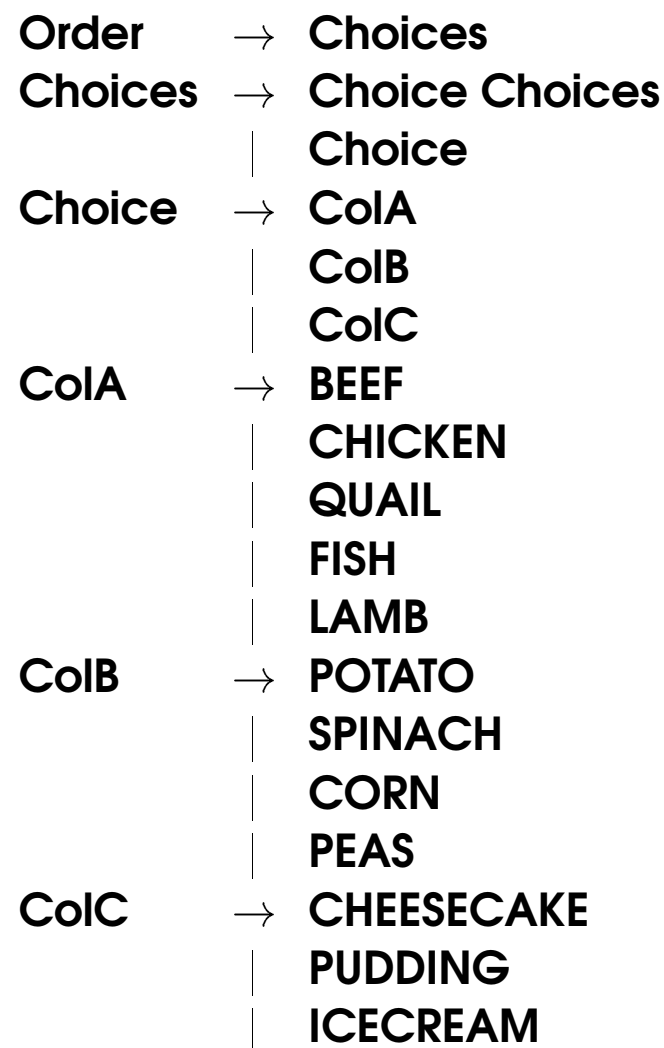 Order → Choices
Choices → Choice Choices
| Choice
Choice → ColA
| ColB
| ColC
ColA → BEEF
| CHICKEN
| QUAIL
| FISH
| LAMB
ColB → POTATO
| SPINACH
| CORN
| PEAS
ColC → CHEESECAKE
| PUDDING
| ICECREAM